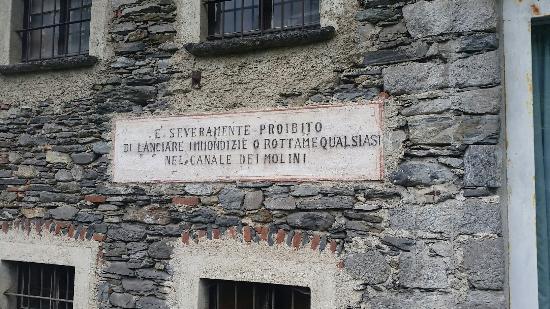 E' SEVERAMENTE PROIBITO
DI LANCIARE IMMONDIZIE O ROTTAME QUALSIASI
NEL CANALE DEI MOLINI